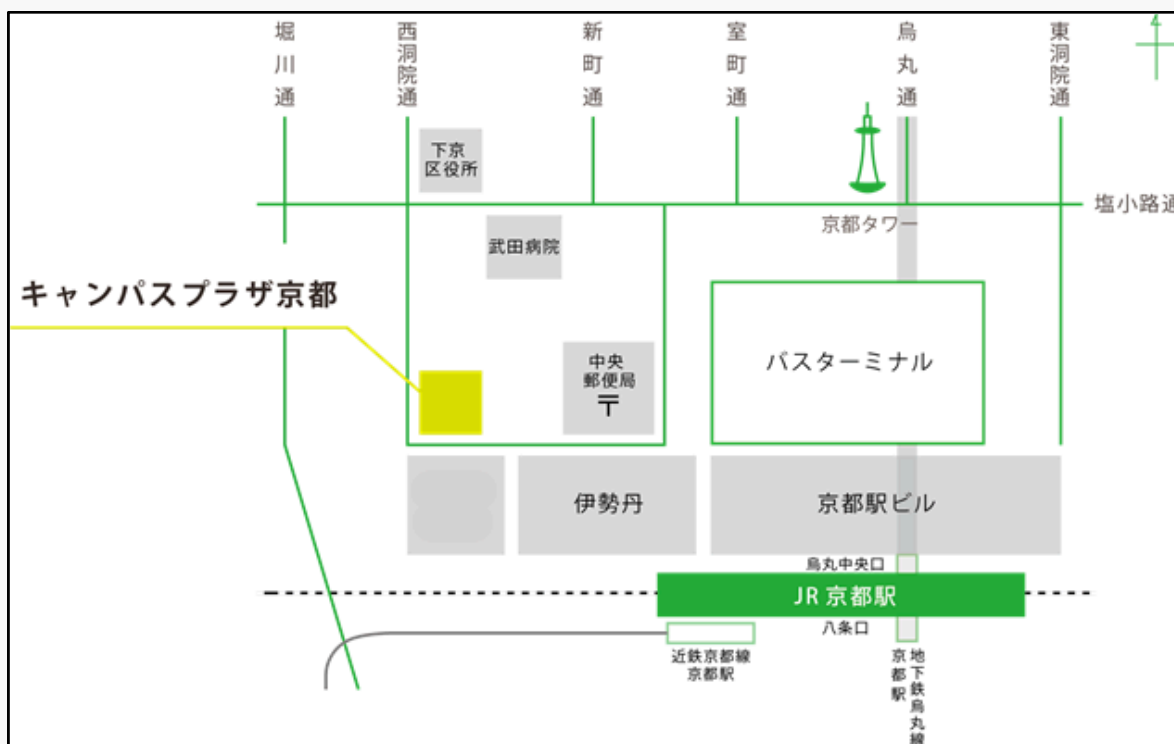 堀川通
西洞院通
新町通
室町通
烏丸通
東洞院通
下京
区役所
塩小路通
京都タワー
武田病院
キャンパスプラザ京都
中央
郵便局
〒
バスターミナル
伊勢丹
京都駅ビル
烏丸中央口
JR 京都駅
八条口
近鉄京都線
京都駅
地下鉄烏丸線
京都駅